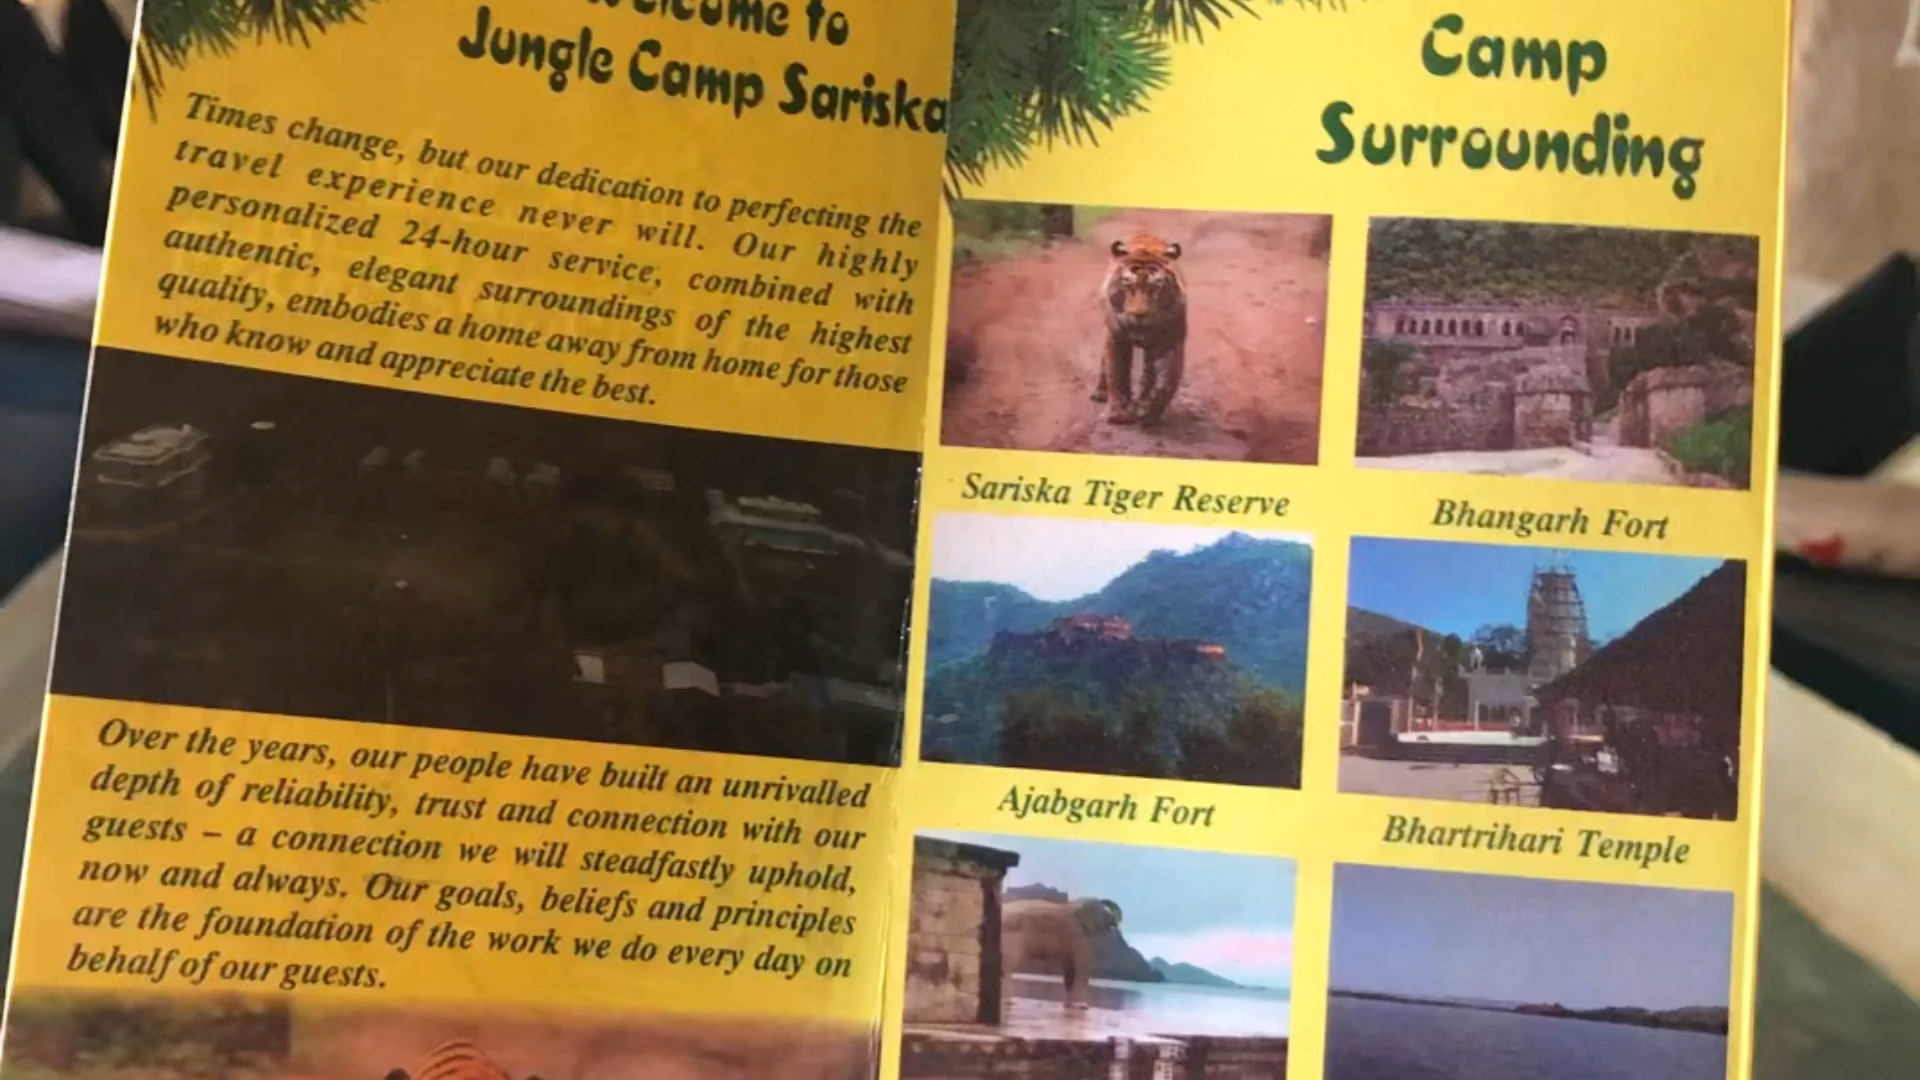 Welcome to
Jungle Camp Sariska
Times change, but our dedication to perfecting the
travel experience never will. Our highly
personalized 24-hour service, combined with
authentic, elegant surroundings of the highest
quality, embodies a home away from home for those
who know and appreciate the best.
Over the years, our people have built an unrivalled
depth of reliability, trust and connection with our
guests – a connection we will steadfastly uphold,
now and always. Our goals, beliefs and principles
are the foundation of the work we do every day on
behalf of our guests.
Camp
Surrounding
Sariska Tiger Reserve
Bhangarh Fort
Ajabgarh Fort
Bhartrihari Temple